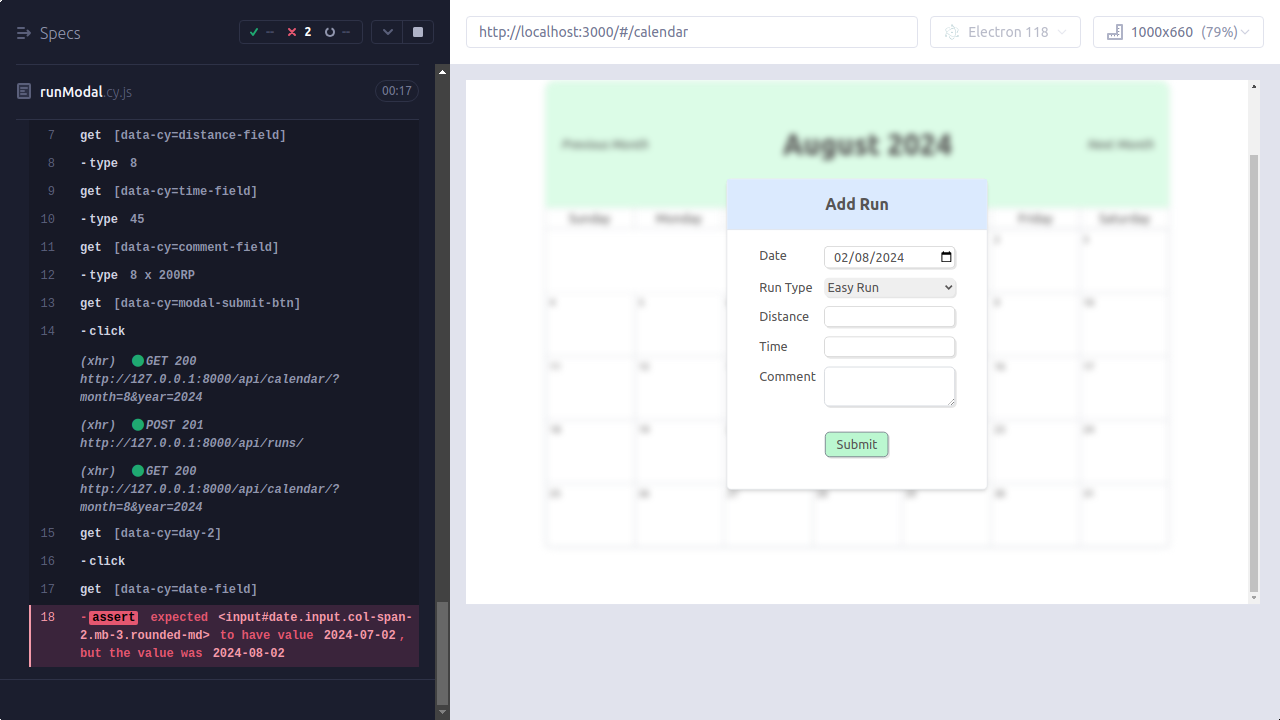 Specs
-- 2 --
runModal.cy.js 00:17
7 get [data-cy=distance-field]
8 -type 8
9 get [data-cy=time-field]
10 -type 45
11 get [data-cy=comment-field]
12 -type 8 x 200RP
13 get [data-cy=modal-submit-btn]
14 -click
(xhr) GET 200
http://127.0.0.1:8000/api/calendar/?
month=8&year=2024
(xhr) POST 201
http://127.0.0.1:8000/api/runs/
(xhr) GET 200
http://127.0.0.1:8000/api/calendar/?
month=8&year=2024
15 get [data-cy=day-2]
16 -click
17 get [data-cy=date-field]
18 -assert expected <input#date.input.col-span-
2.mb-3.rounded-md> to have value 2024-07-02,
but the value was 2024-08-02
http://localhost:3000/#/calendar
Electron 118
1000x660 (79%)
Previous Month August 2024 Next Month
Sunday Monday Friday Saturday
Add Run
Date 02/08/2024
Run Type Easy Run
Distance
Time
Comment
Submit